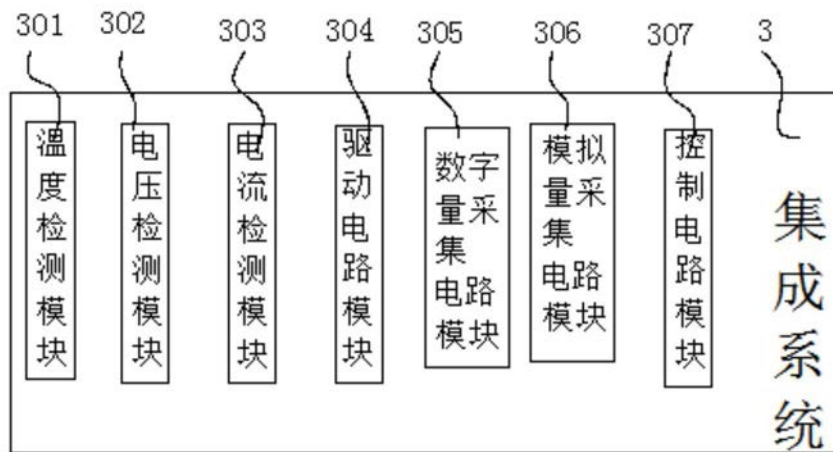 301 302 303 304 305 306 307 3
温度检测模块
电压检测模块
电流检测模块
驱动电路模块
数字
量采
集
电路
模块
模拟
量采
集
电路
模块
控制电路模块
集成系统